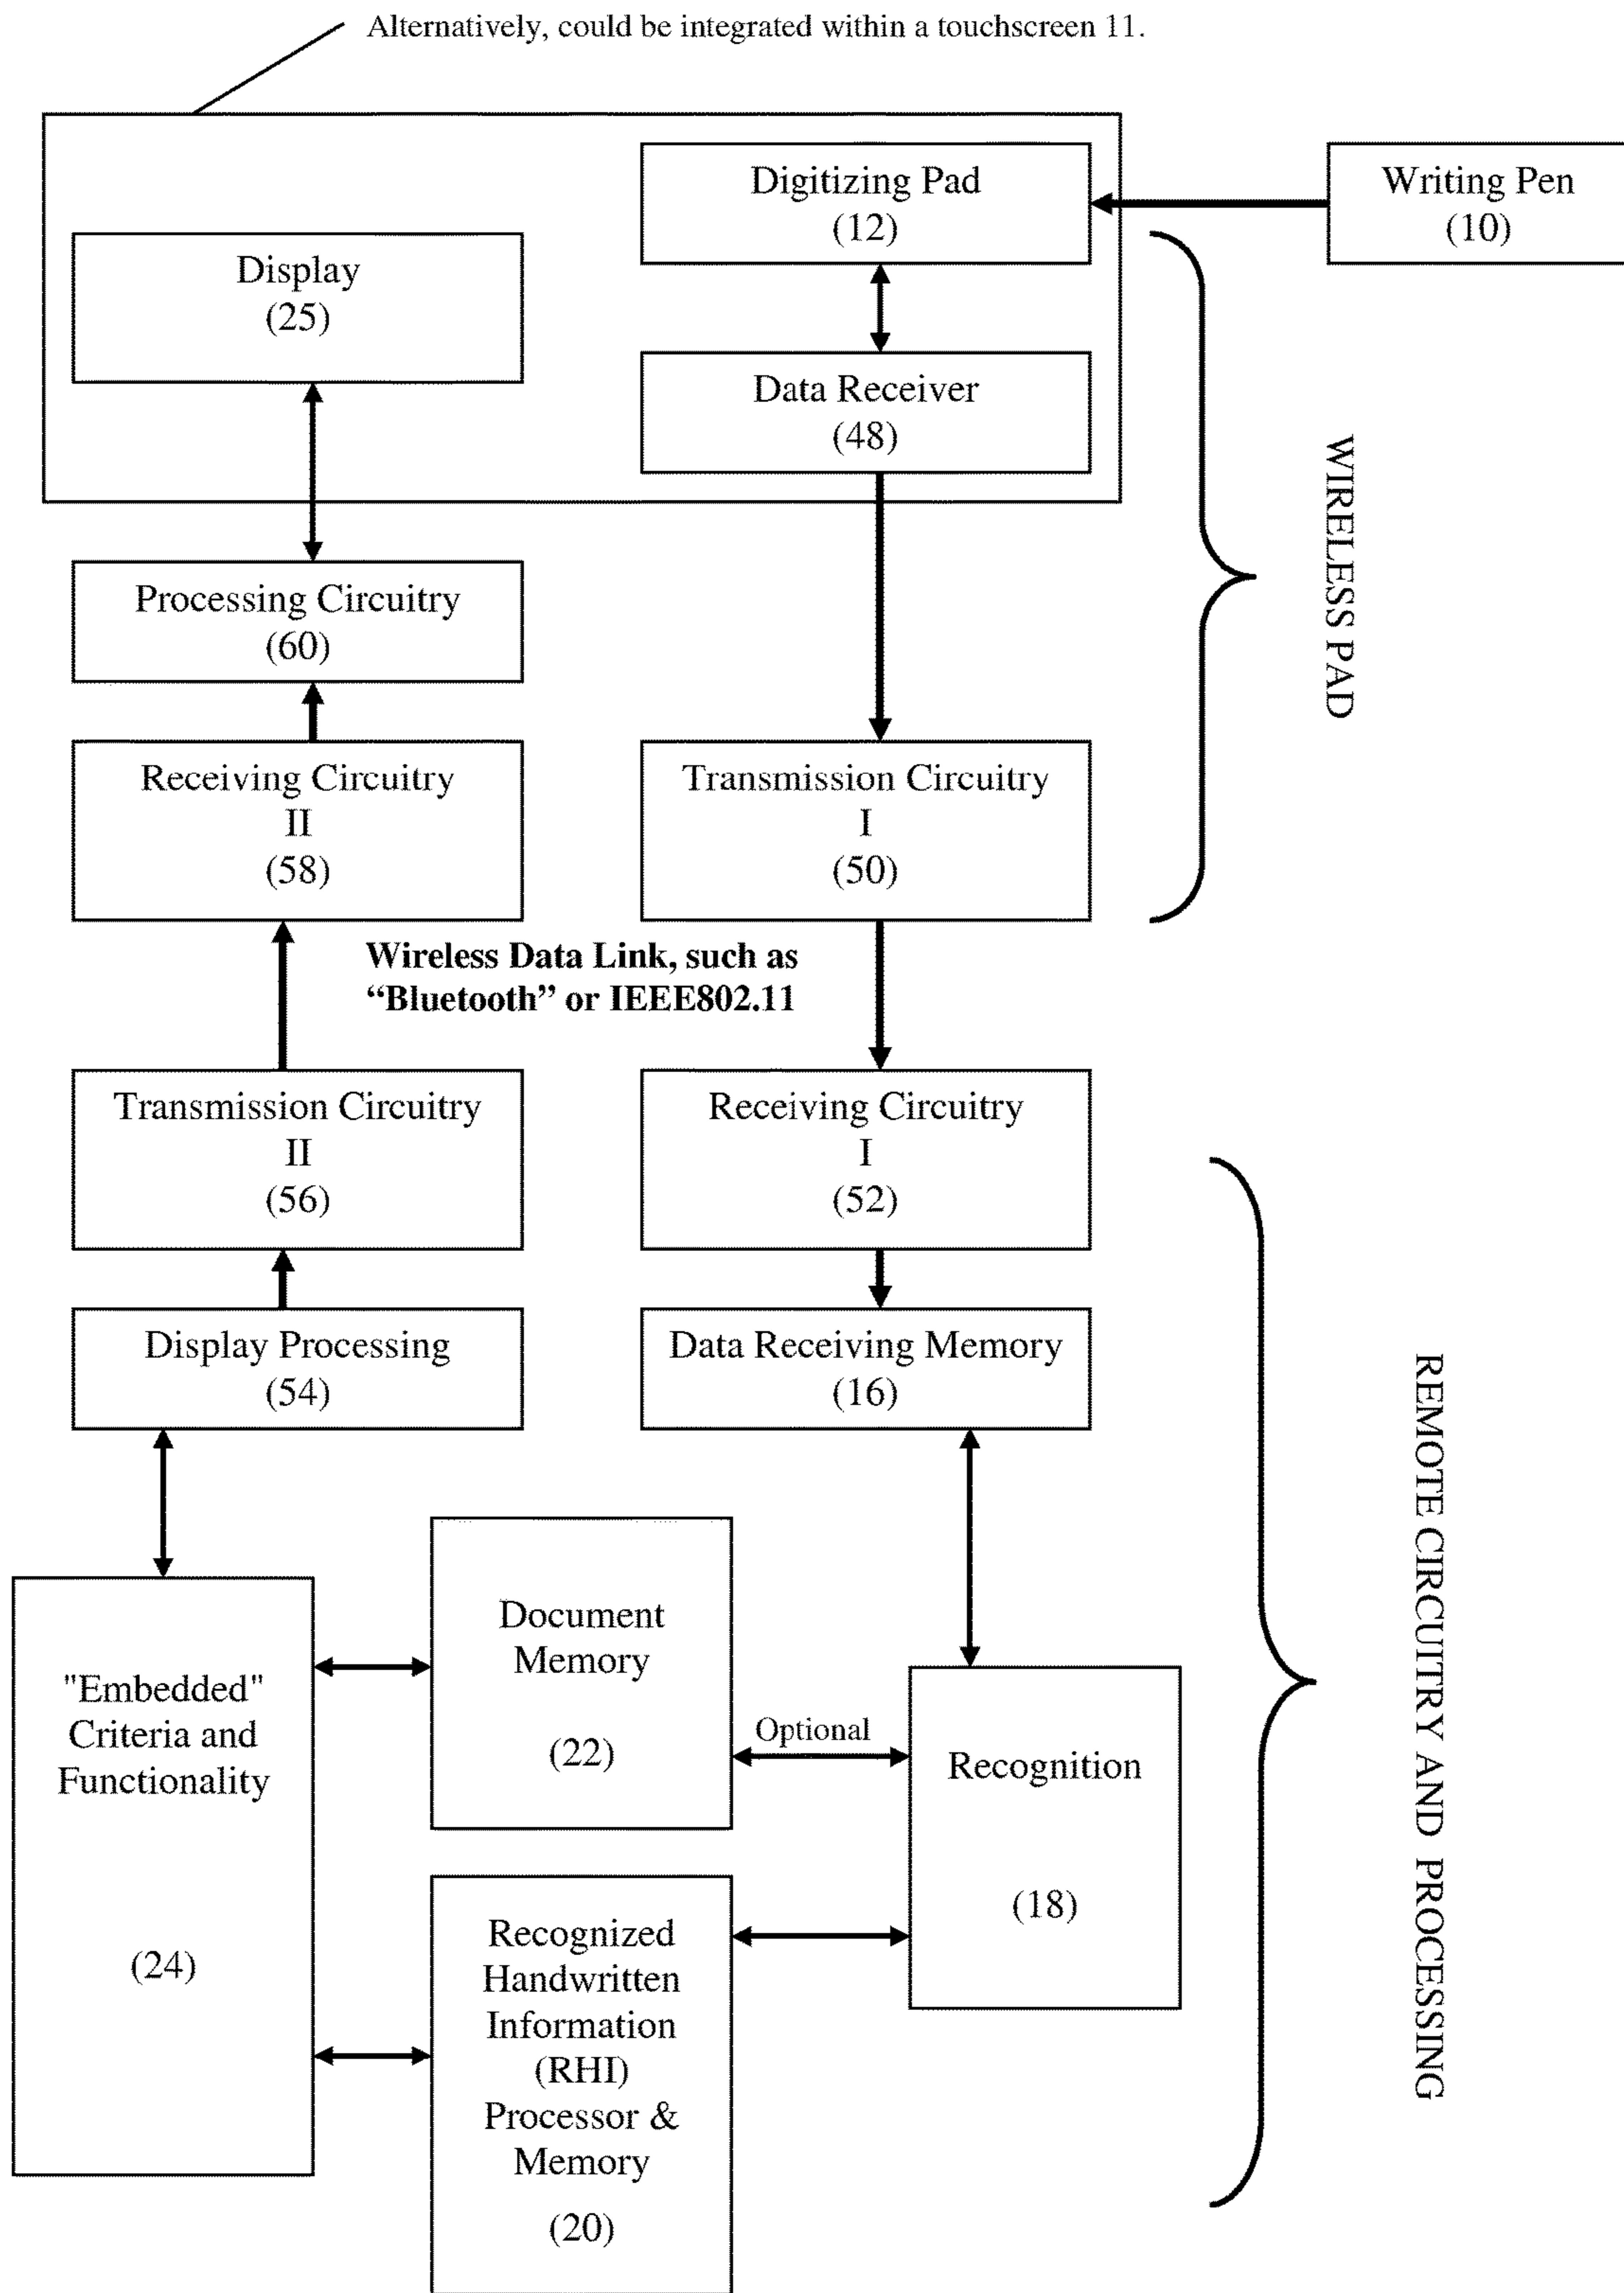 Alternatively, could be integrated within a touchscreen 11.
Digitizing Pad
(12)
Writing Pen
(10)
Display
(25)
Data Receiver
(48)
WIRELESS PAD
Processing Circuitry
(60)
Receiving Circuitry
II
(58)
Transmission Circuitry
I
(50)
Wireless Data Link, such as
“Bluetooth” or IEEE802.11
Transmission Circuitry
II
(56)
Receiving Circuitry
I
(52)
Display Processing
(54)
Data Receiving Memory
(16)
REMOTE CIRCUITRY AND PROCESSING
"Embedded"
Criteria and
Functionality
(24)
Document
Memory
(22)
Optional
Recognition
(18)
Recognized
Handwritten
Information
(RHI)
Processor &
Memory
(20)